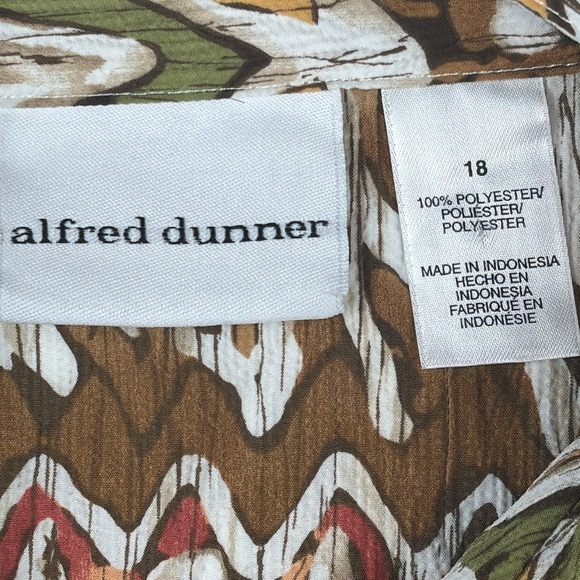 alfred dunner
18
100% POLYESTER/
POLIÉSTER/
POLYESTER
MADE IN INDONESIA
HECHO EN
INDONESIA
FABRIQUÉ EN
INDONÉSIE